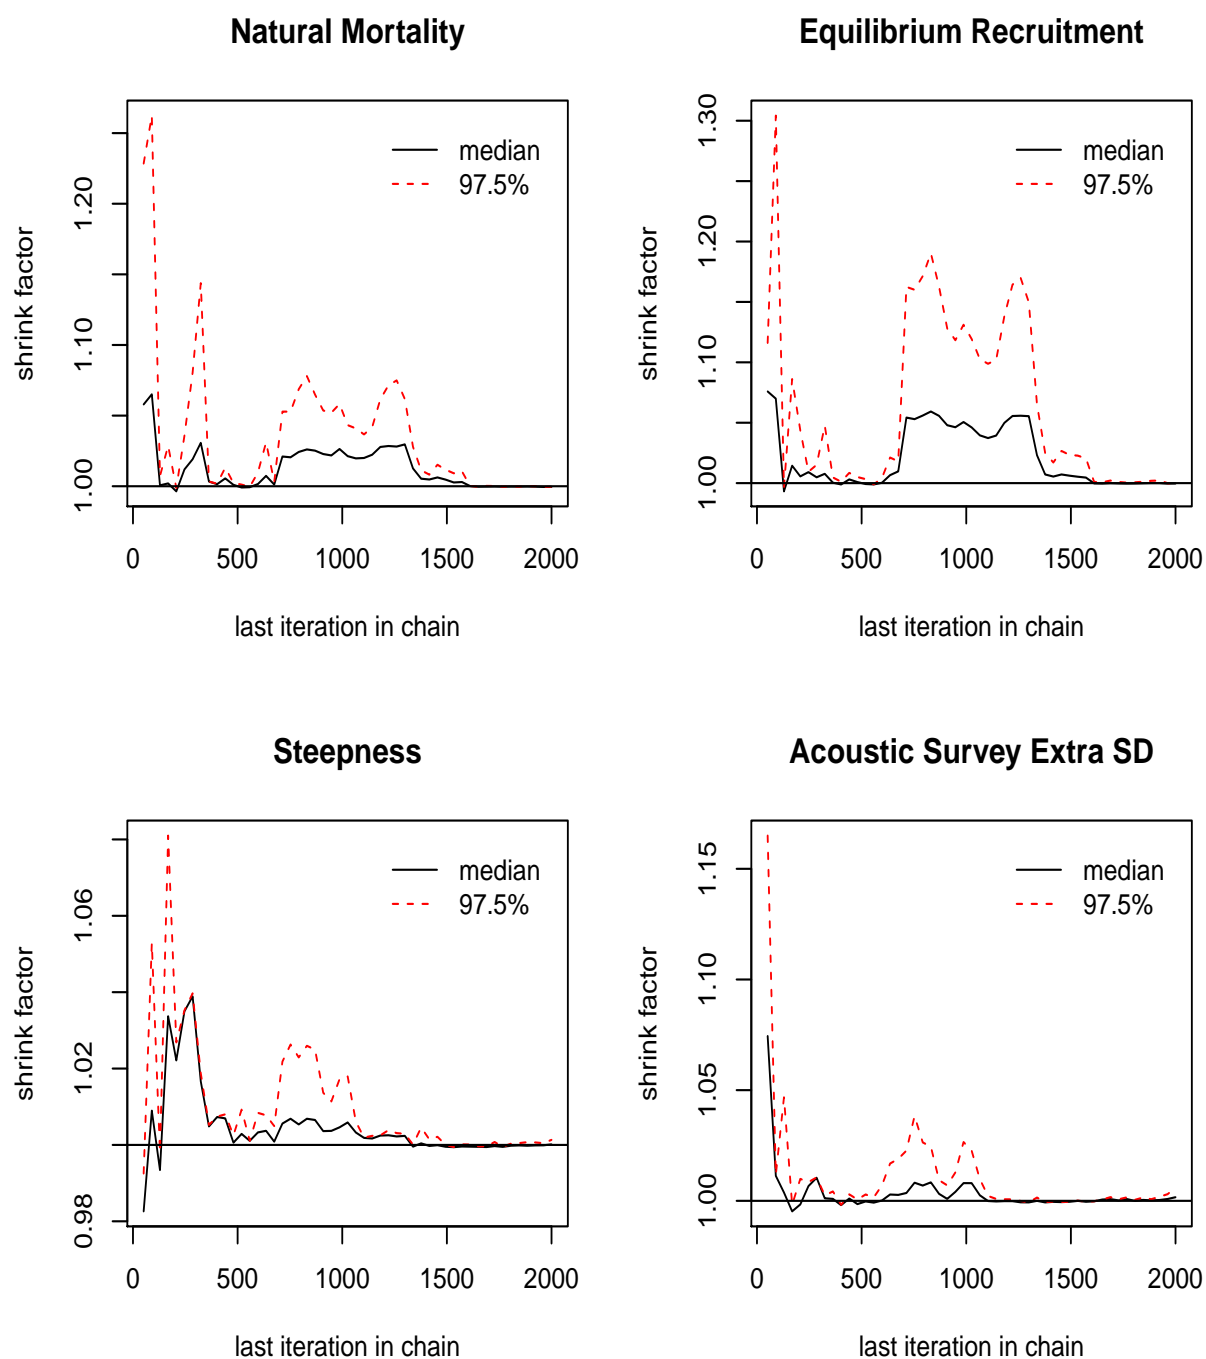 Natural Mortality
shrink factor
1.00 1.10 1.20
median
97.5%
0 500 1000 1500 2000
last iteration in chain
Equilibrium Recruitment
shrink factor
1.00 1.10 1.20 1.30
median
97.5%
0 500 1000 1500 2000
last iteration in chain
Steepness
shrink factor
0.98 1.02 1.06
median
97.5%
0 500 1000 1500 2000
last iteration in chain
Acoustic Survey Extra SD
shrink factor
1.00 1.05 1.10 1.15
median
97.5%
0 500 1000 1500 2000
last iteration in chain